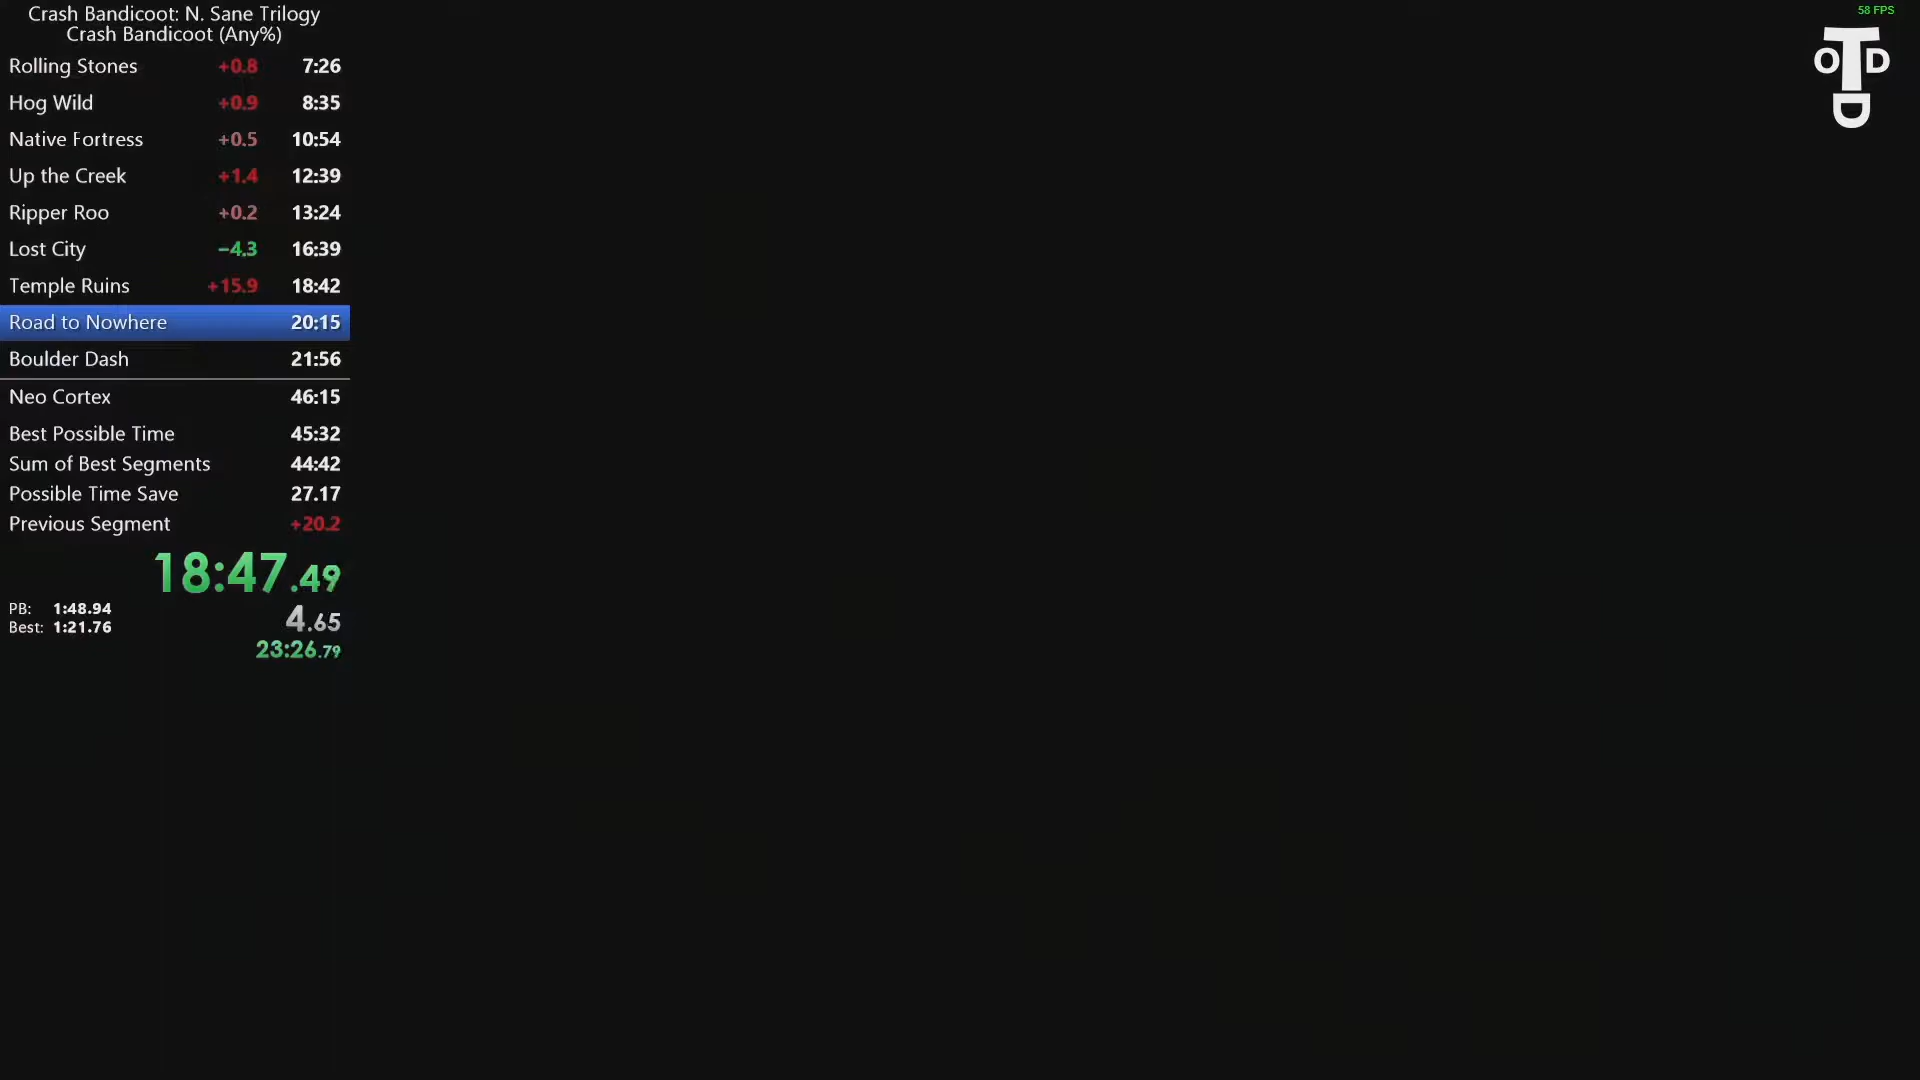 Crash Bandicoot: N. Sane Trilogy
Crash Bandicoot (Any%)
58 FPS
Rolling Stones +0.8 7:26
Hog Wild +0.9 8:35
Native Fortress +0.5 10:54
Up the Creek +1.4 12:39
Ripper Roo +0.2 13:24
Lost City −4.3 16:39
Temple Ruins +15.9 18:42
Road to Nowhere 20:15
Boulder Dash 21:56
Neo Cortex 46:15
Best Possible Time 45:32
Sum of Best Segments 44:42
Possible Time Save 27.17
Previous Segment +20.2
18:47.49
PB: 1:48.94 4.65
Best: 1:21.76
23:26.79
OTD
D